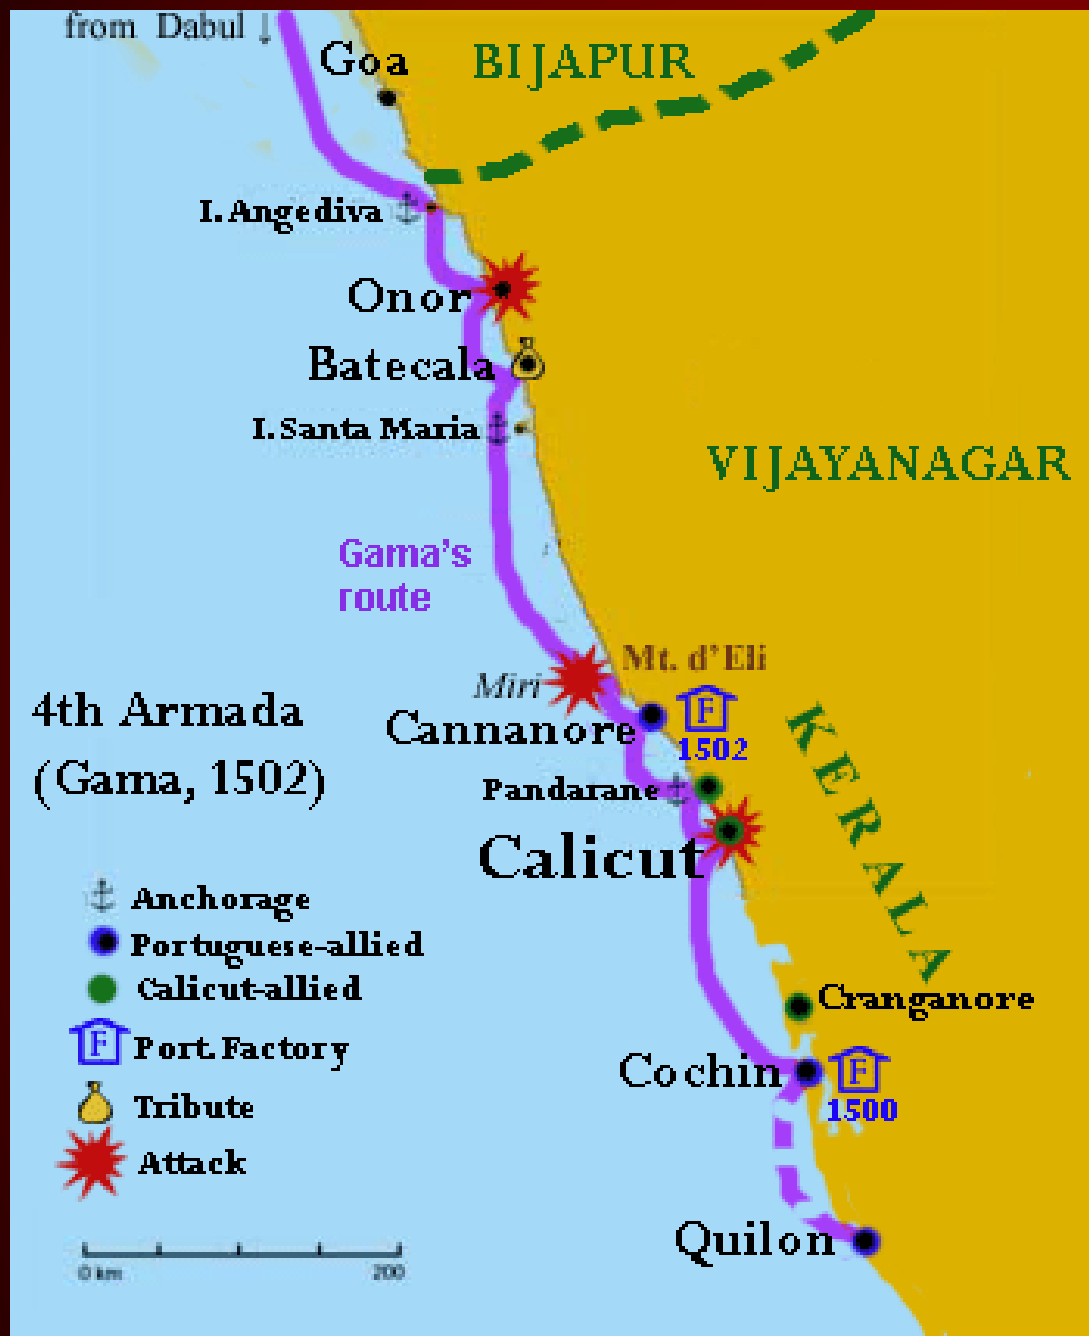 from Dabul ↓
Goa
BIJAPUR
I. Angediva
Onor
Batecala
I. Santa Maria
VIJAYANAGAR
Gama's
route
Mt. d'Eli
Miri
F
4th Armada
Cannanore
1502
(Gama, 1502)
Pandarane
KERALA
Calicut
Anchorage
Portuguese-allied
Calicut-allied
Cranganore
F
Port. Factory
Cochin
F
1500
Tribute
Attack
Quilon
0 km
200